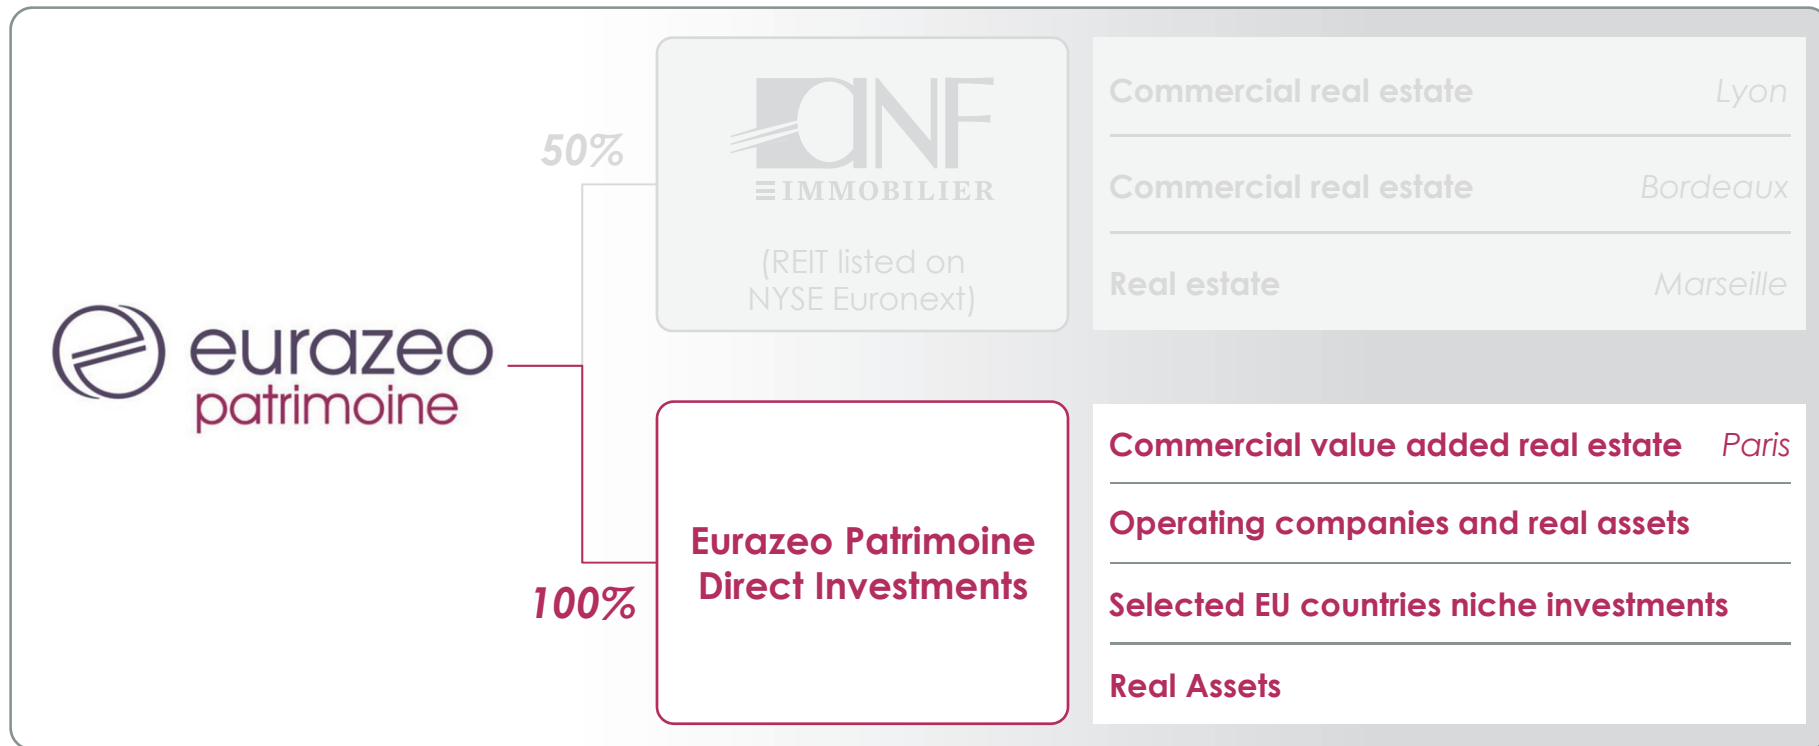 eurazeo
patrimoine
50%
ANF
IMMOBILIER
(REIT listed on
NYSE Euronext)
Commercial real estate Lyon
Commercial real estate Bordeaux
Real estate Marseille
100%
Eurazeo Patrimoine
Direct Investments
Commercial value added real estate Paris
Operating companies and real assets
Selected EU countries niche investments
Real Assets